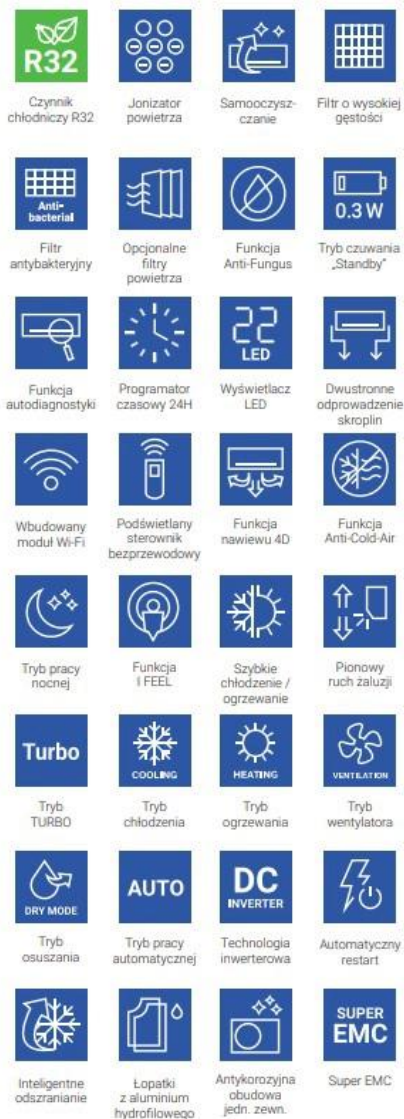 R32
Czynnik
chłodniczy R32
Jonizator
powietrza
Samooczysz-
czanie
Filtr o wysokiej
gęstości
Anti-
bacterial
Filtr
antybakteryjny
Opcjonalne
filtry
powietrza
Funkcja
Anti-Fungus
0.3 W
Tryb czuwania
„Standby”
Funkcja
autodiagnostyki
Programator
czasowy 24H
22
LED
Wyświetlacz
LED
Dwustronne
odprowadzenie
skroplin
Wbudowany
moduł Wi-Fi
Podświetlany
sterownik
bezprzewodowy
Funkcja
nawiewu 4D
Funkcja
Anti-Cold-Air
Tryb pracy
nocnej
Funkcja
I FEEL
Szybkie
chłodzenie /
ogrzewanie
Pionowy
ruch żaluzji
Turbo
Tryb
TURBO
COOLING
Tryb
chłodzenia
HEATING
Tryb
ogrzewania
VENTILATION
Tryb
wentylatora
DRY MODE
Tryb
osuszania
AUTO
Tryb pracy
automatycznej
DC
INVERTER
Technologia
inwerterowa
Automatyczny
restart
Inteligentne
odszranianie
Łopatki
z aluminium
hydrofilowego
Antykorozyjna
obudowa
jedn. zewn.
SUPER
EMC
Super EMC